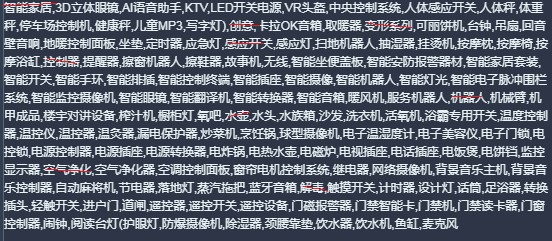 智能家居,3D立体眼镜,AI语音助手,KTV,LED开关电源,VR头盔,中央控制系统,人体感应开关,人体秤,体重
秤,停车场控制机,健康秤,儿童MP3,写字灯),创意,卡拉OK音箱,取暖器,变形系列,可丽饼机,台钟,吊扇,回音
壁音响,地暖控制面板,坐垫,定时器,应急灯,感应开关,感应灯,扫地机器人,抽湿器,挂烫机,按摩枕,按摩椅,按
摩浴缸,控制器,提醒器,擦窗机器人,擦鞋器,故事机,无线,智能坐便盖板,智能安防报警器材,智能家居套装,
智能开关,智能手环,智能排插,智能控制终端,智能插座,智能摄像,智能机器人,智能灯光,智能电子脉冲围栏
系统,智能监控摄像机,智能眼镜,智能翻译机,智能转换器,智能音箱,暖风机,服务机器人,机器人,机械臂,机
甲成品,楼宇对讲设备,榨汁机,橱柜灯,氧吧,水壶,水头,水族箱,沙发,洗衣机,活氧机,浴霸专用开关,温度控制
器,温控仪,温控器,温灸器,漏电保护器,炒菜机,烹饪锅,球型摄像机,电子温湿度计,电子美容仪,电子门锁,电
控锁,电源控制器,电源插座,电源转换器,电炸锅,电热水壶,电磁炉,电视插座,电话插座,电饭煲,电饼铛,监控
显示器,空气净化,空气净化器,空调控制面板,窗帘电机控制系统,继电器,网络摄像机,背景音乐主机,背景音
乐控制器,自动麻将机,节电器,落地灯,蒸汽拖把,蓝牙音箱,解毒,触摸开关,计时器,设计灯,话筒,足浴器,转换
插头,轻触开关,进户门,道闸,遥控器,遥控开关,遥控设备,门磁报警器,门禁智能卡,门禁机,门禁读卡器,门窗
控制器,闹钟,阅读台灯(护眼灯,防爆摄像机,除湿器,颈腰靠垫,饮水器,饮水机,鱼缸,麦克风